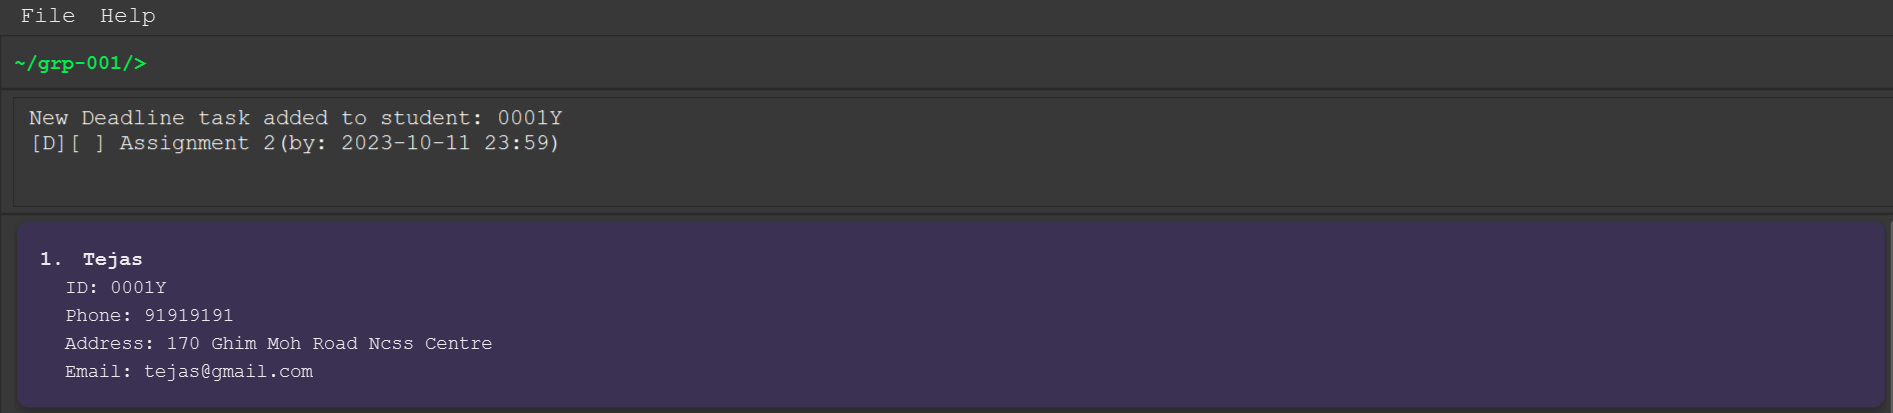 File Help
~/grp-001/>
New Deadline task added to student: 0001Y
[D][ ] Assignment 2(by: 2023-10-11 23:59)
1. Tejas
ID: 0001Y
Phone: 91919191
Address: 170 Ghim Moh Road Ncss Centre
Email: tejas@gmail.com